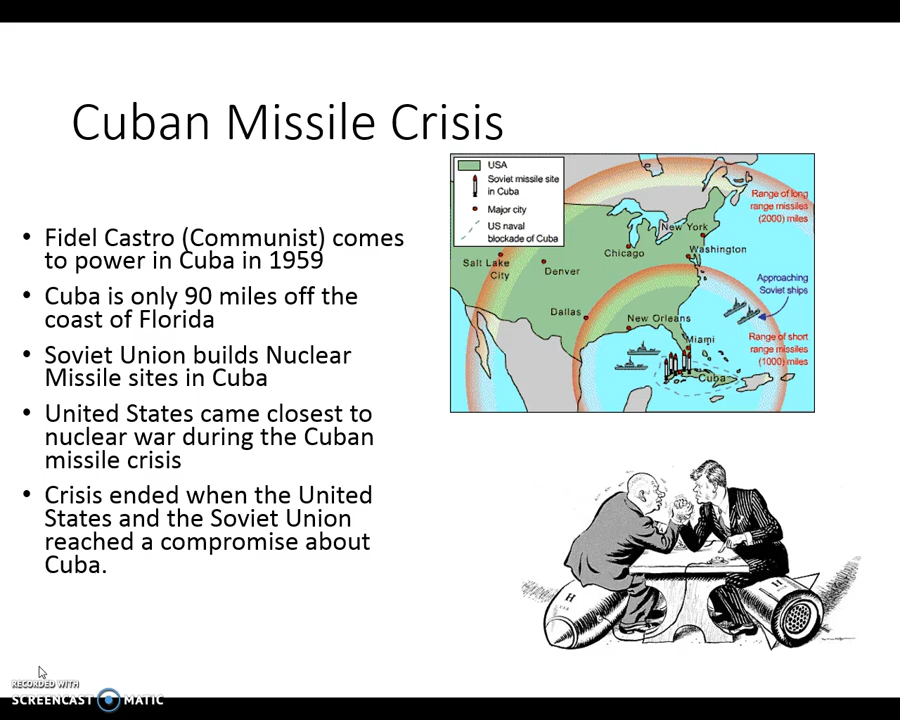 Cuban Missile Crisis
• Fidel Castro (Communist) comes
to power in Cuba in 1959
• Cuba is only 90 miles off the
coast of Florida
• Soviet Union builds Nuclear
Missile sites in Cuba
• United States came closest to
nuclear war during the Cuban
missile crisis
• Crisis ended when the United
States and the Soviet Union
reached a compromise about
Cuba.
USA
Soviet missile site
in Cuba
Major city
US naval
blockade of Cuba
Range of long
range missiles
(2000) miles
New York
Washington
Chicago
Salt Lake
City
Denver
Approaching
Soviet ships
Dallas
New Orleans
Miami
Range of short
range missiles
(1000) miles
Cuba
H
H
RECORDED WITH
SCREENCAST MATIC